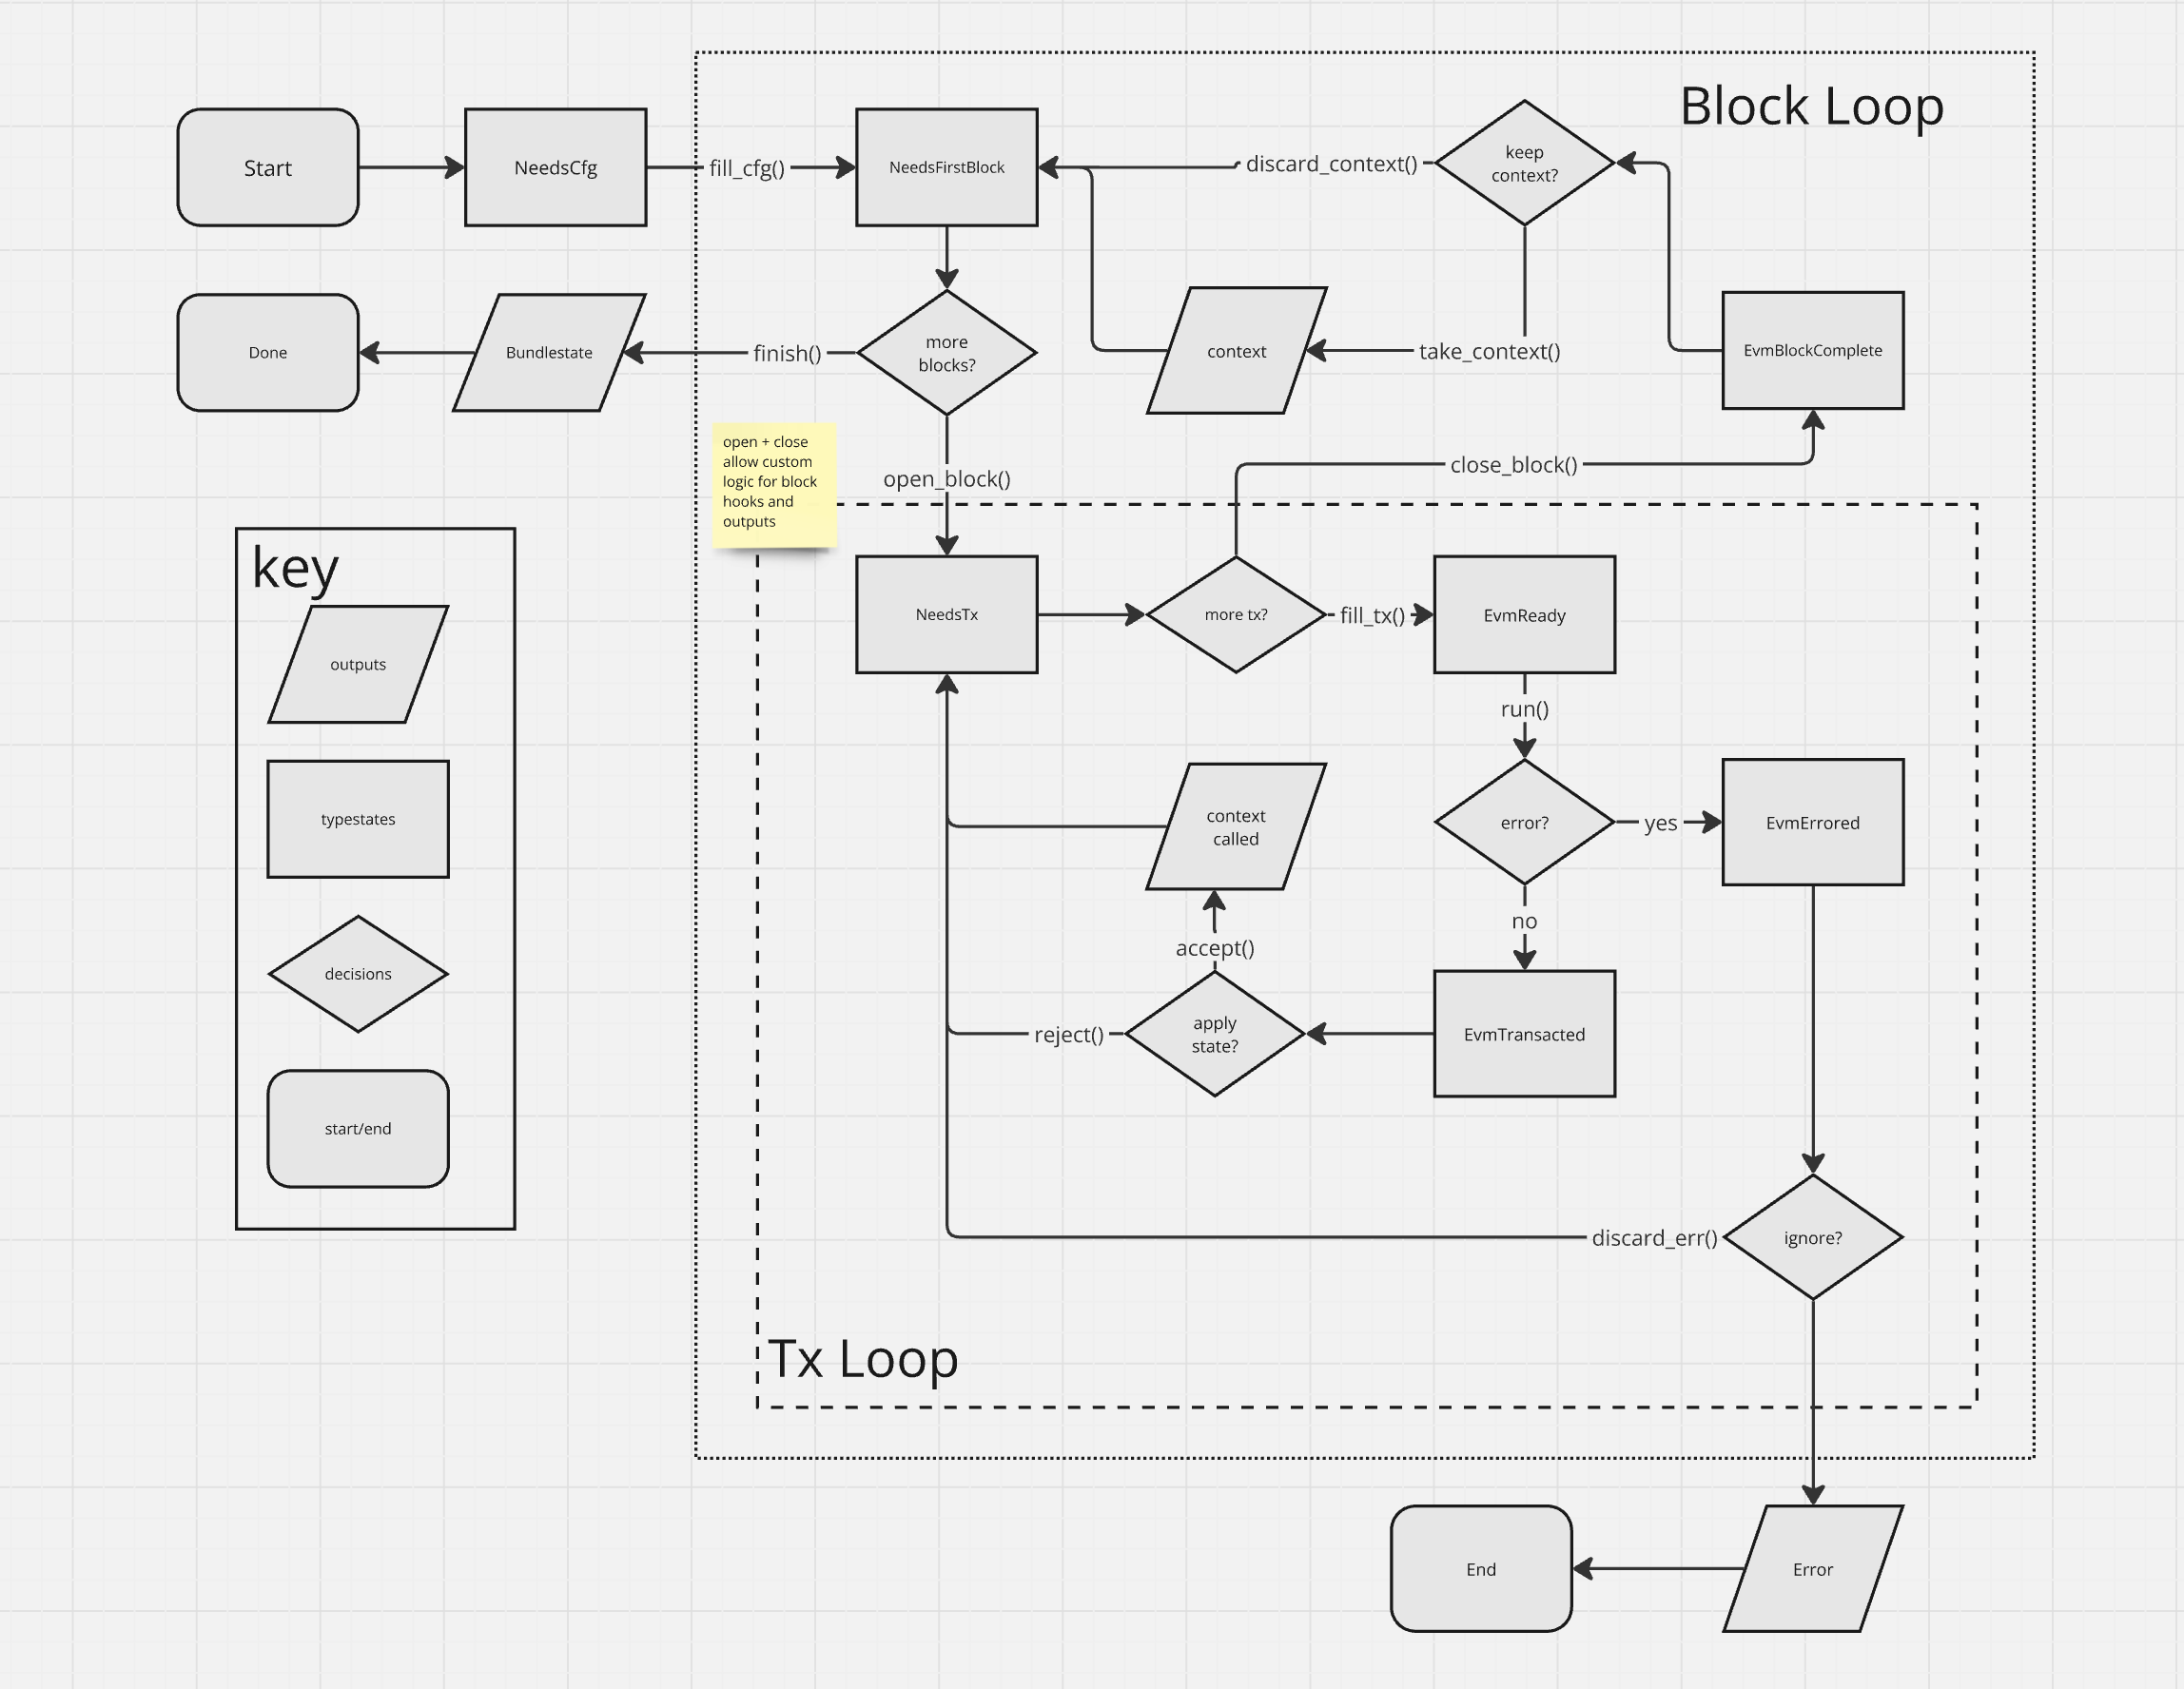 Block Loop
Start
NeedsCfg
fill_cfg()
NeedsFirstBlock
discard_context()
keep
context?
Done
Bundlestate
finish()
more
blocks?
context
take_context()
EvmBlockComplete
open + close
allow custom
logic for block
hooks and
outputs
open_block()
close_block()
key
outputs
typestates
decisions
start/end
NeedsTx
more tx?
fill_tx()
EvmReady
run()
context
called
error?
yes
EvmErrored
no
accept()
reject()
apply
state?
EvmTransacted
discard_err()
ignore?
Tx Loop
End
Error